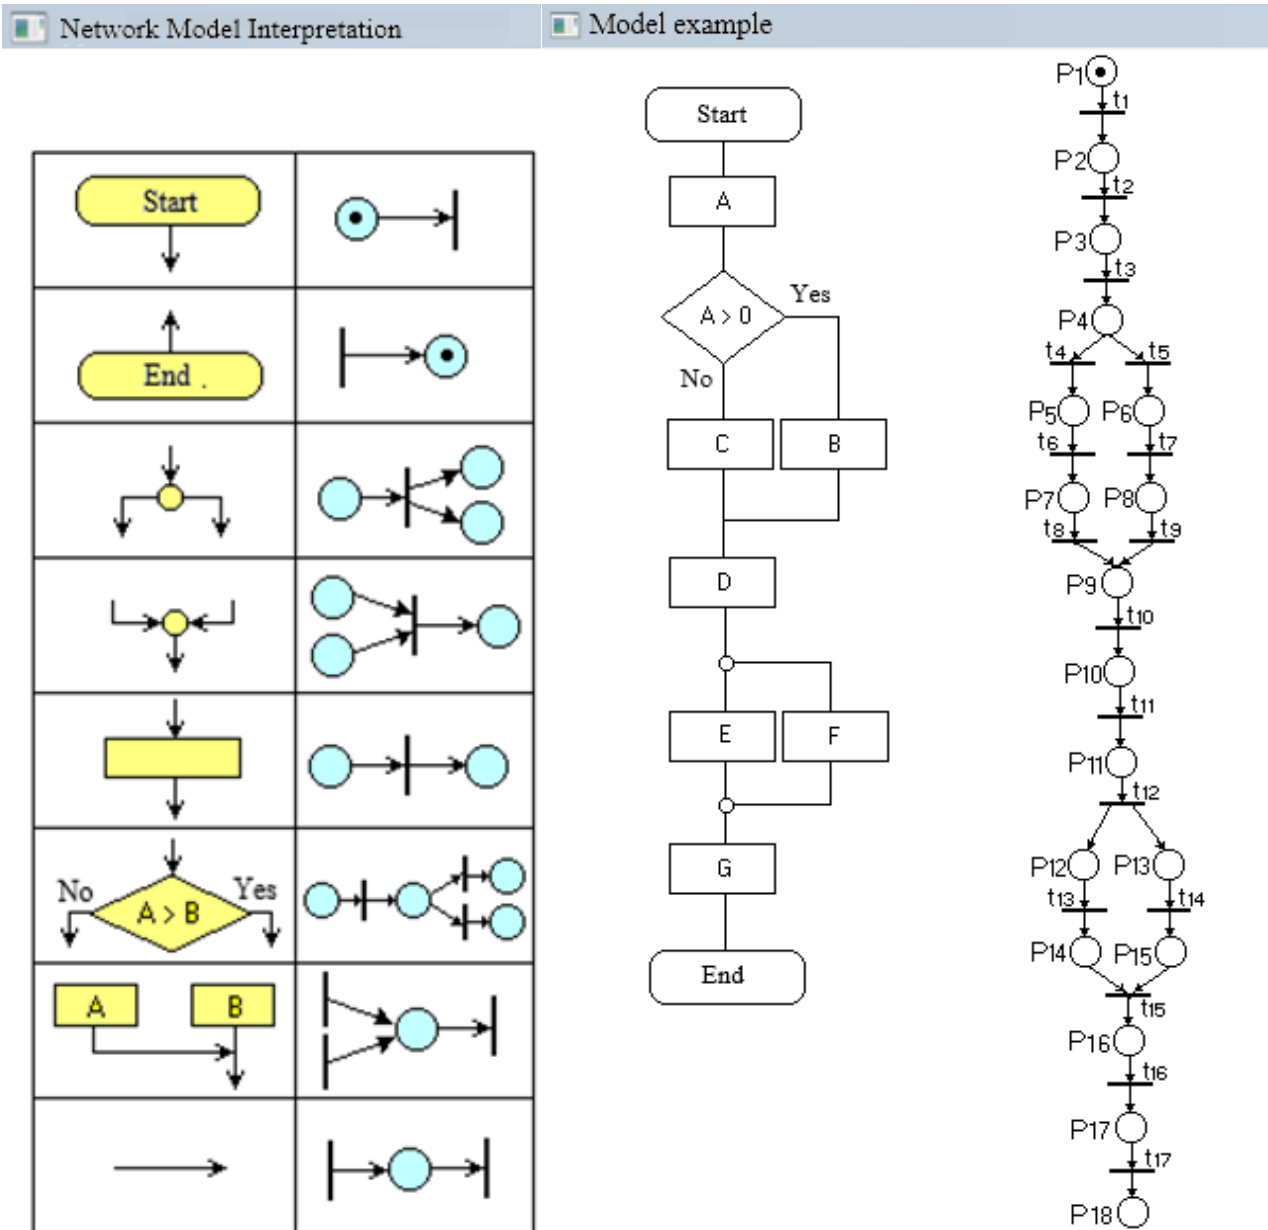 Network Model Interpretation
Model example
Start
End .
No
Yes
A > B
A
B
Start
A
A > 0
Yes
No
C
B
D
E
F
G
End
P1
t1
P2
t2
P3
t3
P4
t4
t5
P5
P6
t6
t7
P7
P8
t8
t9
P9
t10
P10
t11
P11
t12
P12
P13
t13
t14
P14
P15
t15
P16
t16
P17
t17
P18